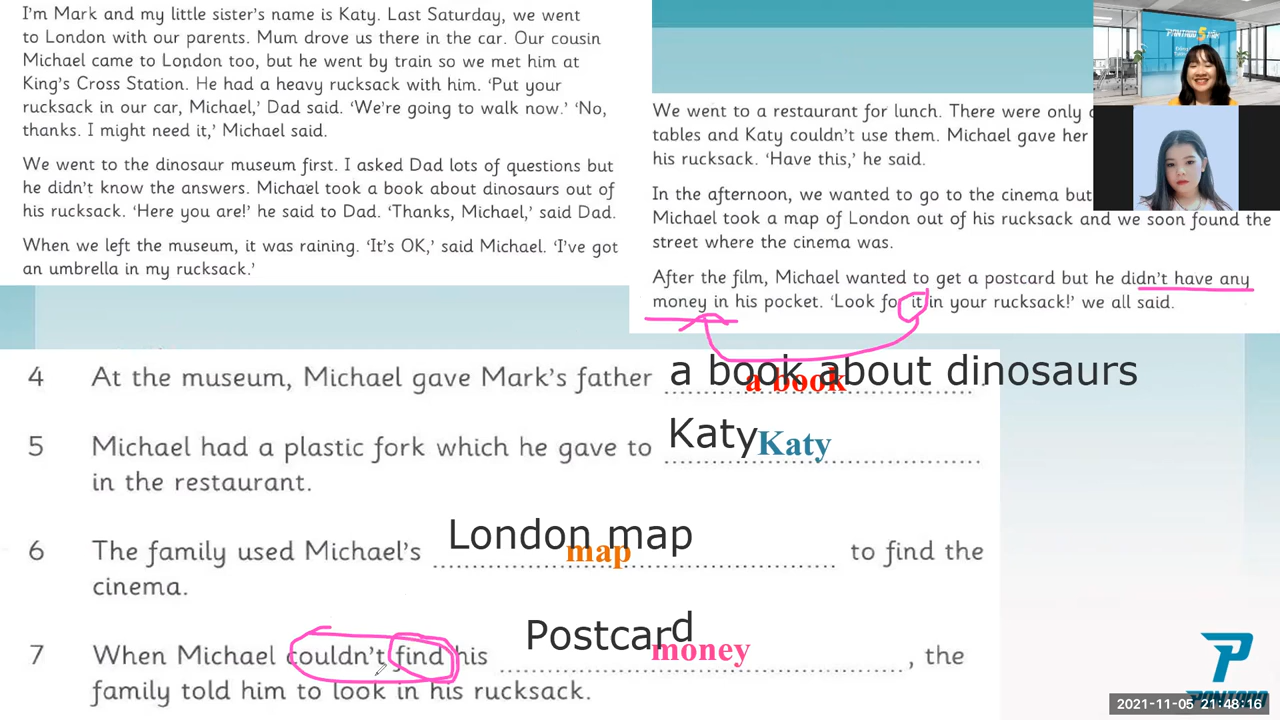 I'm Mark and my little sister's name is Katy. Last Saturday, we went
to London with our parents. Mum drove us there in the car. Our cousin
Michael came to London too, but he went by train so we met him at
King's Cross Station. He had a heavy rucksack with him. 'Put your
rucksack in our car, Michael,' Dad said. 'We're going to walk now.' 'No,
thanks. I might need it,' Michael said.
We went to the dinosaur museum first. I asked Dad lots of questions but
he didn't know the answers. Michael took a book about dinosaurs out of
his rucksack. 'Here you are!' he said to Dad. 'Thanks, Michael,' said Dad.
When we left the museum, it was raining. 'It's OK,' said Michael. 'I've got
an umbrella in my rucksack.'
We went to a restaurant for lunch. There were only
tables and Katy couldn't use them. Michael gave her
his rucksack. 'Have this,' he said.
In the afternoon, we wanted to go to the cinema but
Michael took a map of London out of his rucksack and we soon found the
street where the cinema was.
After the film, Michael wanted to get a postcard but he didn't have any
money in his pocket. 'Look for it in your rucksack!' we all said.
4 At the museum, Michael gave Mark's father a book about dinosaurs
a book
5 Michael had a plastic fork which he gave to Katy Katy
in the restaurant.
6 The family used Michael's London map to find the
map
cinema.
7 When Michael couldn't find his Postcard money, the
family told him to look in his rucksack.
PANTADO
2021-11-05 21:48:16